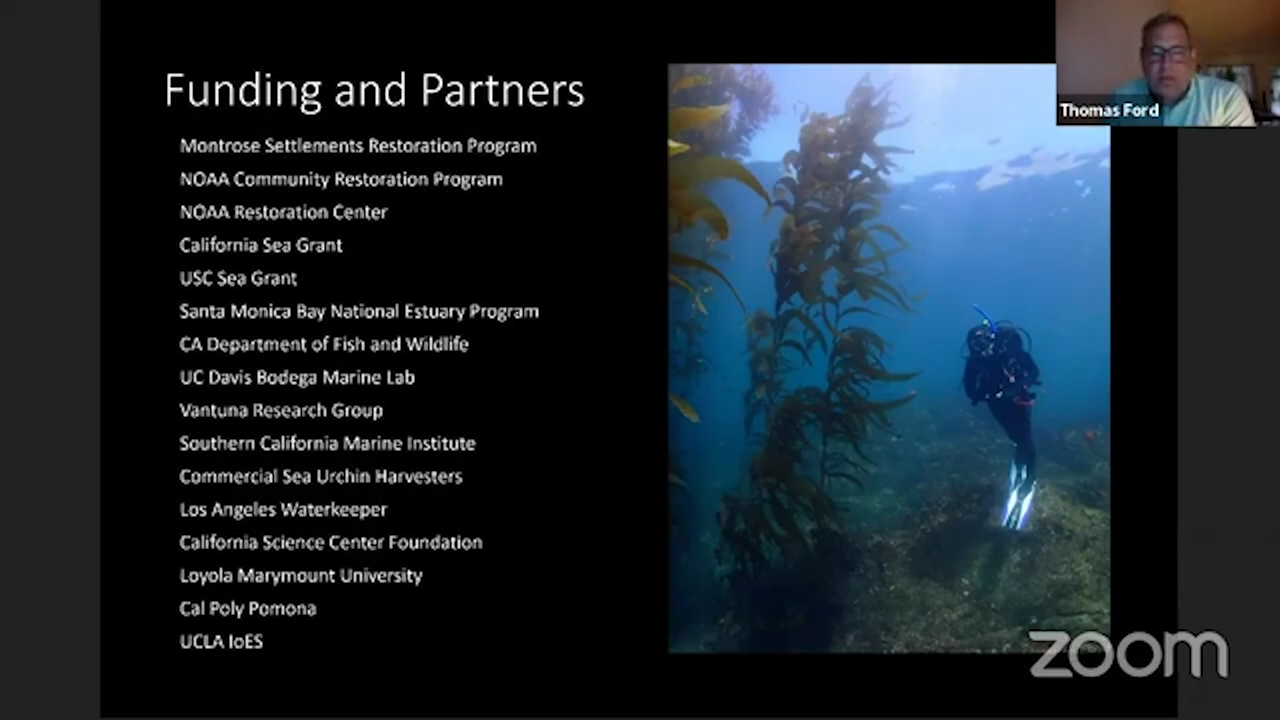 Funding and Partners
Montrose Settlements Restoration Program
NOAA Community Restoration Program
NOAA Restoration Center
California Sea Grant
USC Sea Grant
Santa Monica Bay National Estuary Program
CA Department of Fish and Wildlife
UC Davis Bodega Marine Lab
Vantuna Research Group
Southern California Marine Institute
Commercial Sea Urchin Harvesters
Los Angeles Waterkeeper
California Science Center Foundation
Loyola Marymount University
Cal Poly Pomona
UCLA IoES
Thomas Ford
zoom